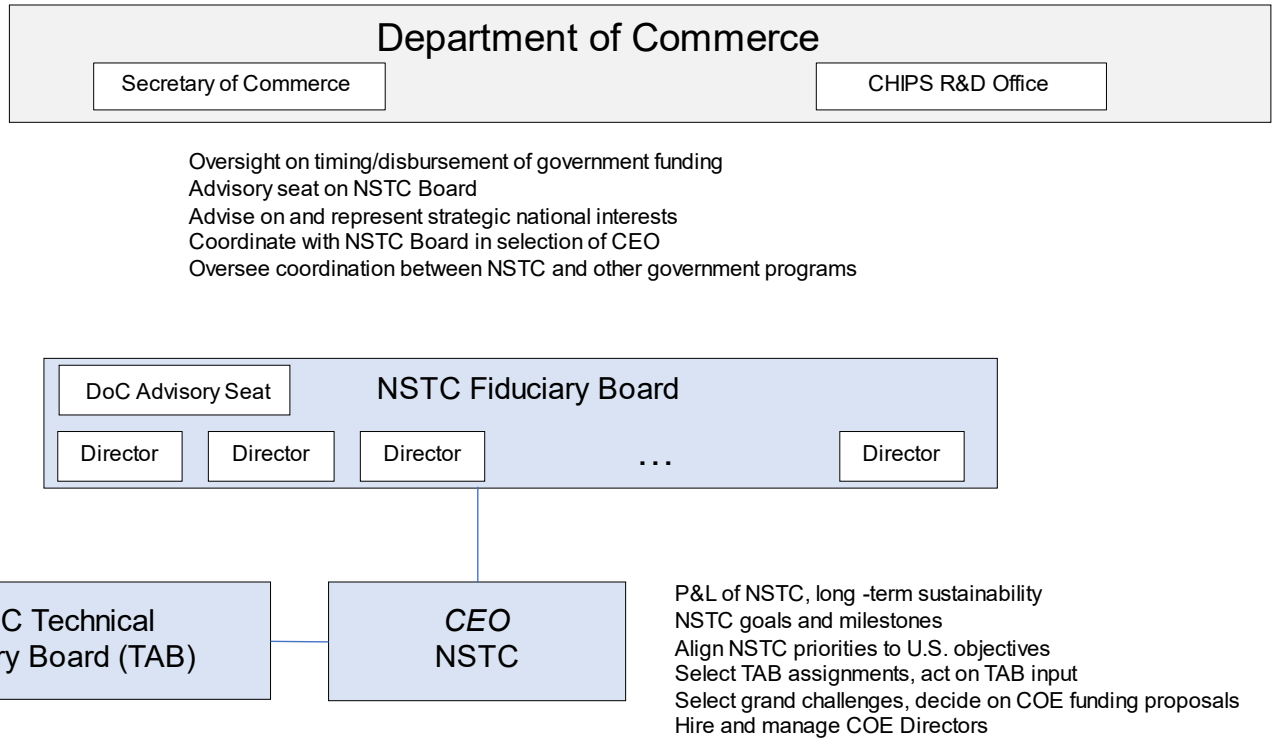 Department of Commerce
Secretary of Commerce
CHIPS R&D Office
Oversight on timing/disbursement of government funding
Advisory seat on NSTC Board
Advise on and represent strategic national interests
Coordinate with NSTC Board in selection of CEO
Oversee coordination between NSTC and other government programs
DoC Advisory Seat
NSTC Fiduciary Board
Director
Director
Director
...
Director
C Technical
ry Board (TAB)
CEO
NSTC
P&L of NSTC, long -term sustainability
NSTC goals and milestones
Align NSTC priorities to U.S. objectives
Select TAB assignments, act on TAB input
Select grand challenges, decide on COE funding proposals
Hire and manage COE Directors